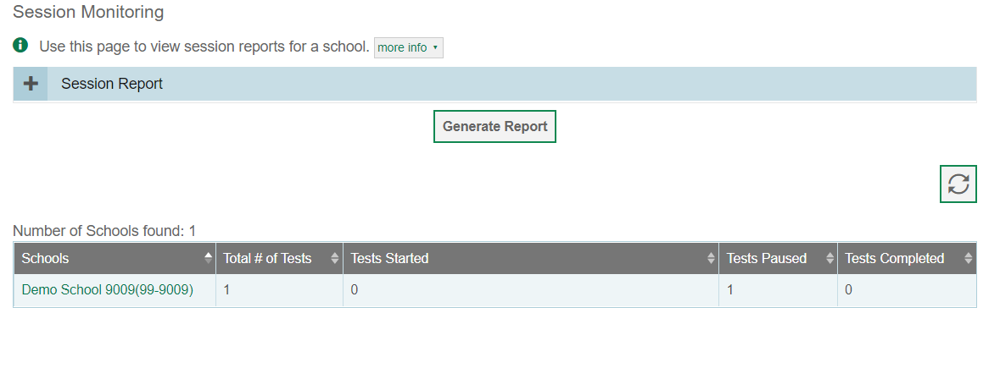 Session Monitoring
Use this page to view session reports for a school. more info
Session Report
Generate Report
Number of Schools found: 1
Schools Total # of Tests Tests Started Tests Paused Tests Completed
Demo School 9009(99-9009) 1 0 1 0